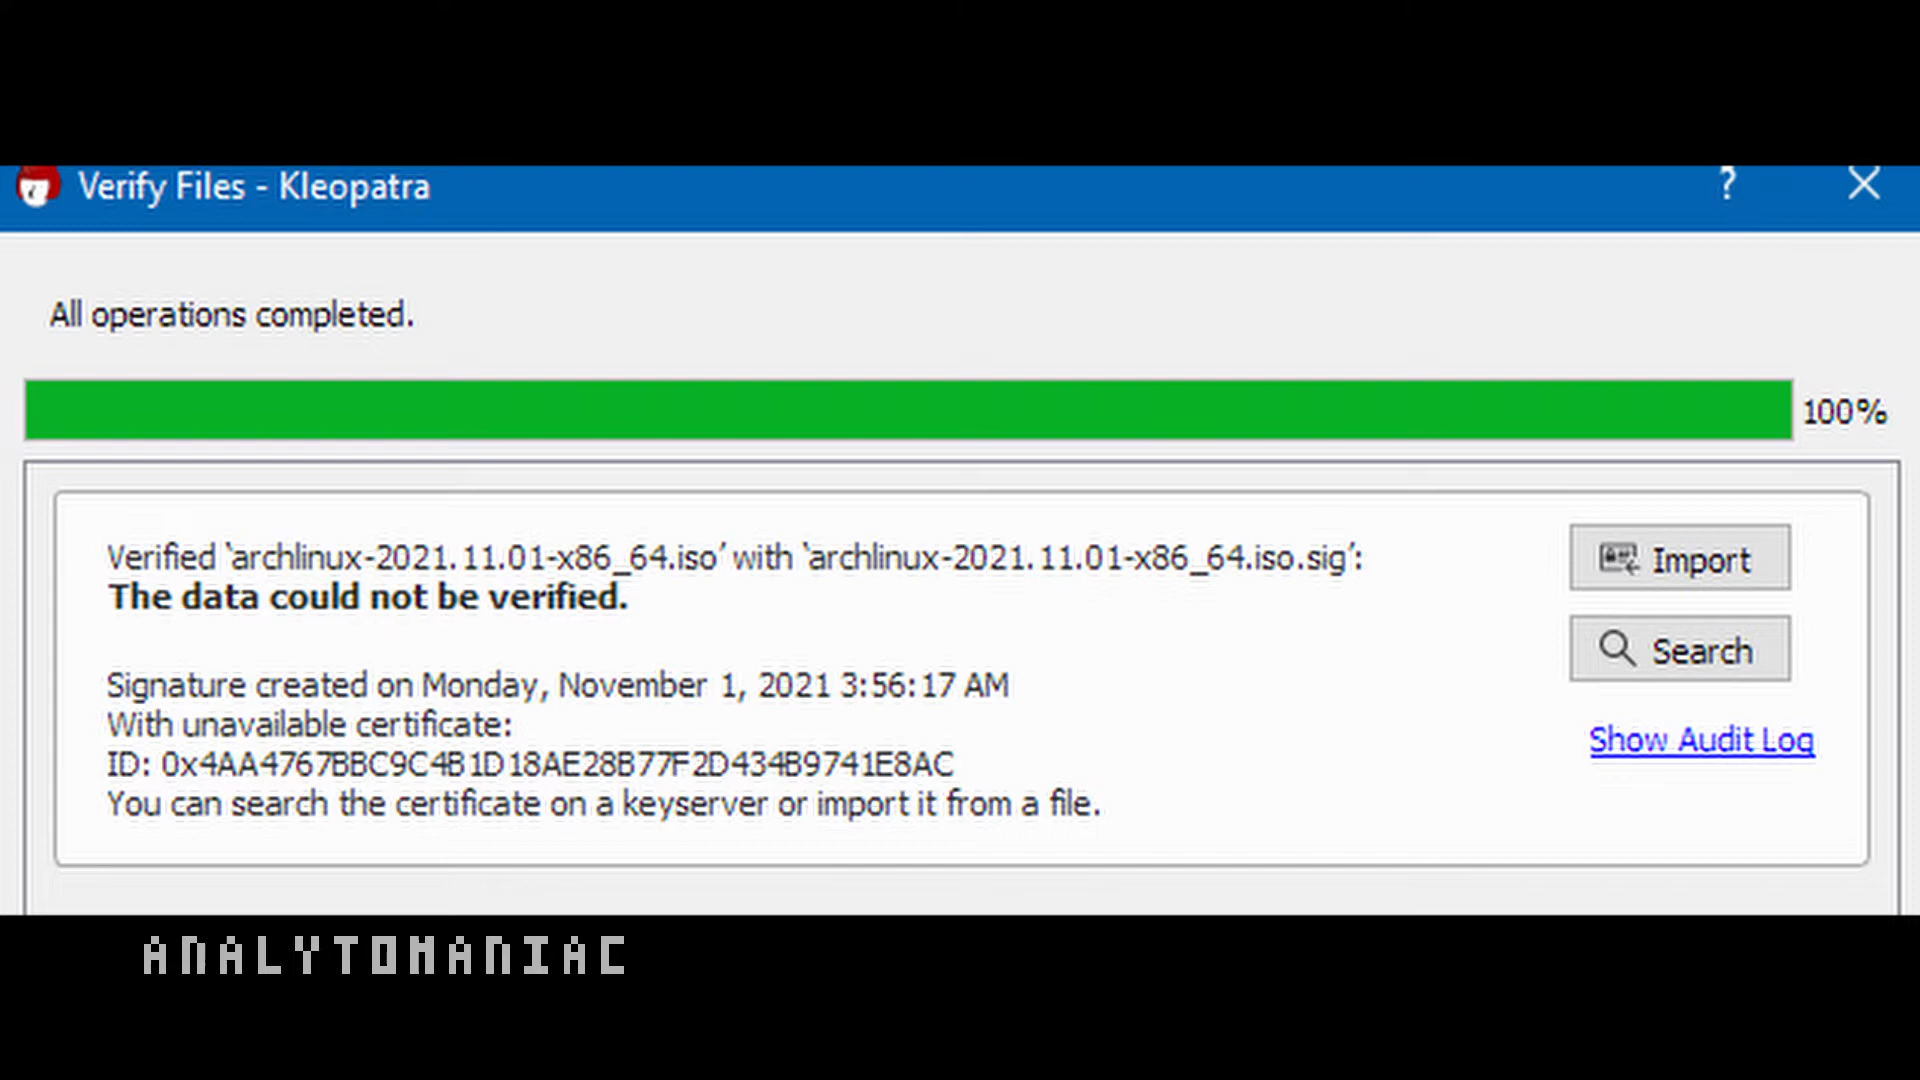 Verify Files - Kleopatra
?
All operations completed.
100%
Verified ‘archlinux-2021.11.01-x86_64.iso’ with ‘archlinux-2021.11.01-x86_64.iso.sig’:
The data could not be verified.
Import
Search
Signature created on Monday, November 1, 2021 3:56:17 AM
With unavailable certificate:
Show Audit Log
ID: 0x4AA4767BBC9C4B1D18AE28B77F2D434B9741E8AC
You can search the certificate on a keyserver or import it from a file.
ANALYTOMANIAC